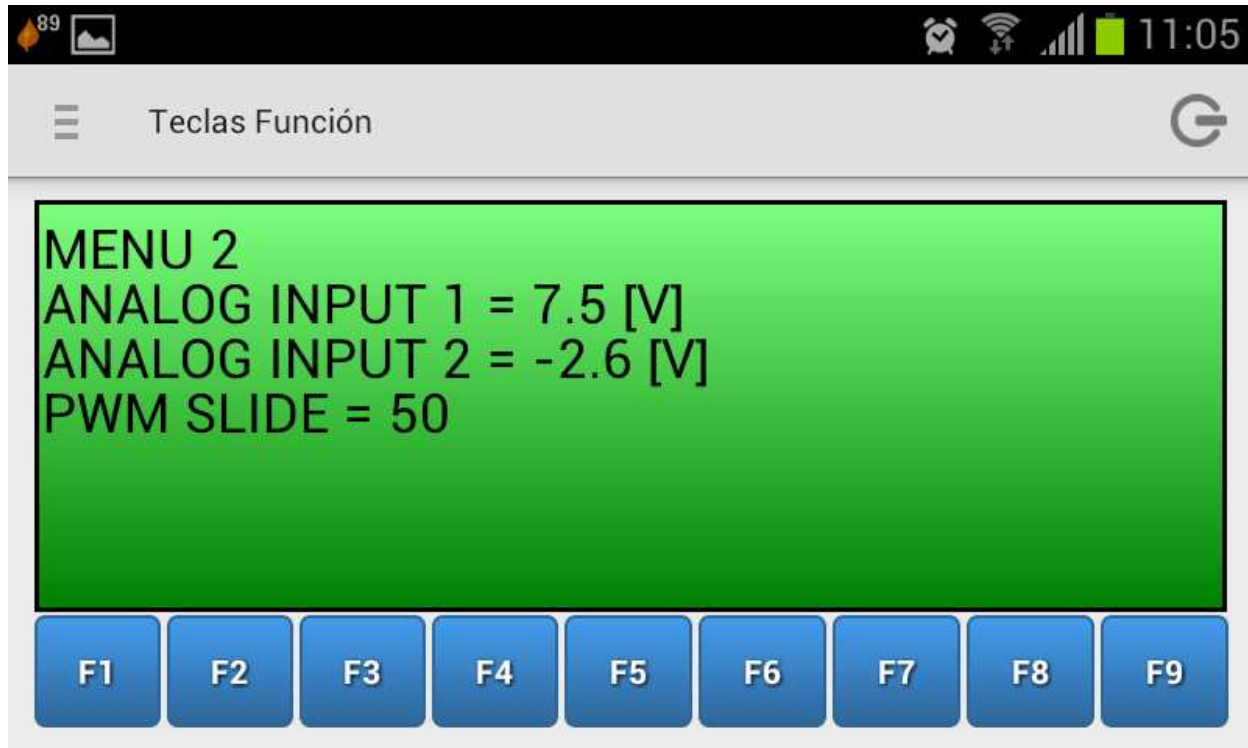 89 11:05
Teclas Función
MENU 2
ANALOG INPUT 1 = 7.5 [V]
ANALOG INPUT 2 = -2.6 [V]
PWM SLIDE = 50
F1 F2 F3 F4 F5 F6 F7 F8 F9